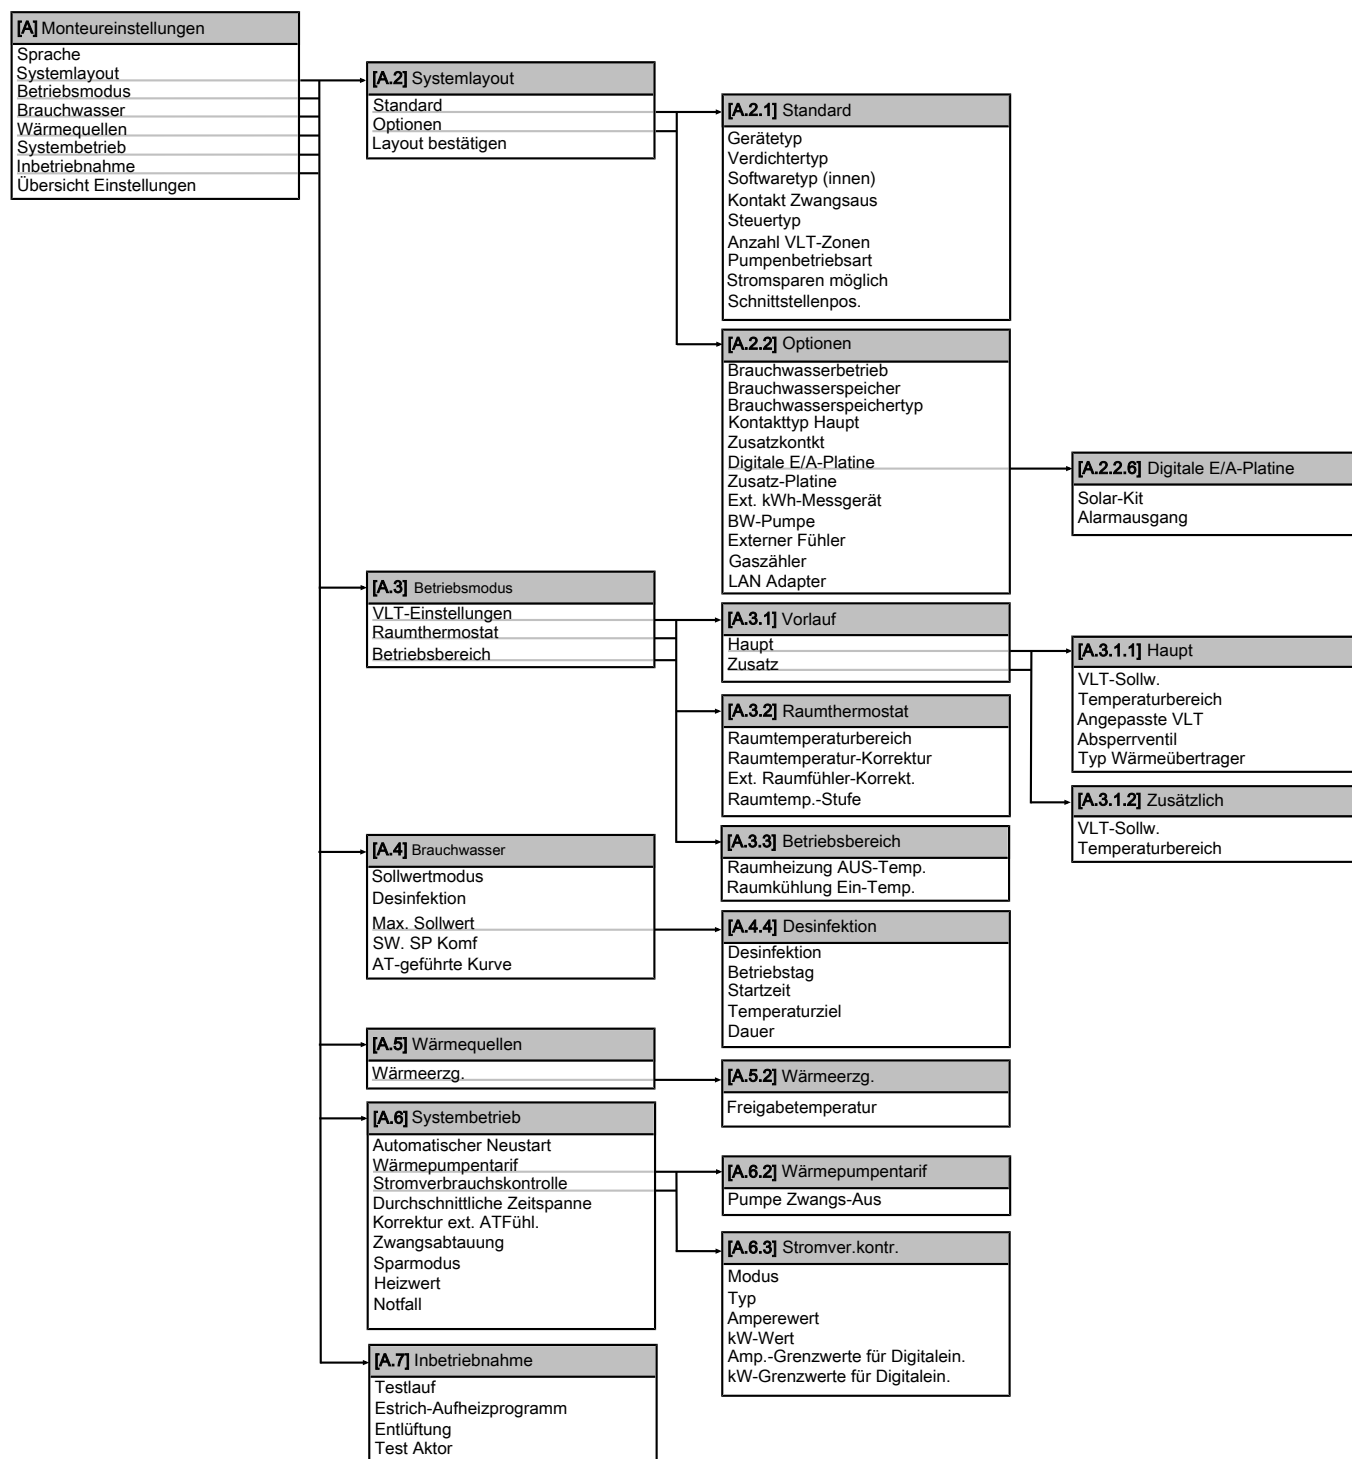 [A] Monteureinstellungen
Sprache
Systemlayout
Betriebsmodus
Brauchwasser
Wärmequellen
Systembetrieb
Inbetriebnahme
Übersicht Einstellungen
[A.2] Systemlayout
Standard
Optionen
Layout bestätigen
[A.2.1] Standard
Gerätetyp
Verdichtertyp
Softwaretyp (innen)
Kontakt Zwangsaus
Steuertyp
Anzahl VLT-Zonen
Pumpenbetriebsart
Stromsparen möglich
Schnittstellenpos.
[A.2.2] Optionen
Brauchwasserbetrieb
Brauchwasserspeicher
Brauchwasserspeichertyp
Kontakttyp Haupt
Zusatzkontkt
Digitale E/A-Platine
Zusatz-Platine
Ext. kWh-Messgerät
BW-Pumpe
Externer Fühler
Gaszähler
LAN Adapter
[A.2.2.6] Digitale E/A-Platine
Solar-Kit
Alarmausgang
[A.3] Betriebsmodus
VLT-Einstellungen
Raumthermostat
Betriebsbereich
[A.3.1] Vorlauf
Haupt
Zusatz
[A.3.1.1] Haupt
VLT-Sollw.
Temperaturbereich
Angepasste VLT
Absperrventil
Typ Wärmeübertrager
[A.3.1.2] Zusätzlich
VLT-Sollw.
Temperaturbereich
[A.3.2] Raumthermostat
Raumtemperaturbereich
Raumtemperatur-Korrektur
Ext. Raumfühler-Korrekt.
Raumtemp.-Stufe
[A.3.3] Betriebsbereich
Raumheizung AUS-Temp.
Raumkühlung Ein-Temp.
[A.4] Brauchwasser
Sollwertmodus
Desinfektion
Max. Sollwert
SW. SP Komf
AT-geführte Kurve
[A.4.4] Desinfektion
Desinfektion
Betriebstag
Startzeit
Temperaturziel
Dauer
[A.5] Wärmequellen
Wärmeerzg.
[A.5.2] Wärmeerzg.
Freigabetemperatur
[A.6] Systembetrieb
Automatischer Neustart
Wärmepumpentarif
Stromverbrauchskontrolle
Durchschnittliche Zeitspanne
Korrektur ext. ATFühl.
Zwangsabtauung
Sparmodus
Heizwert
Notfall
[A.6.2] Wärmepumpentarif
Pumpe Zwangs-Aus
[A.6.3] Stromver.kontr.
Modus
Typ
Amperewert
kW-Wert
Amp.-Grenzwerte für Digitalein.
kW-Grenzwerte für Digitalein.
[A.7] Inbetriebnahme
Testlauf
Estrich-Aufheizprogramm
Entlüftung
Test Aktor